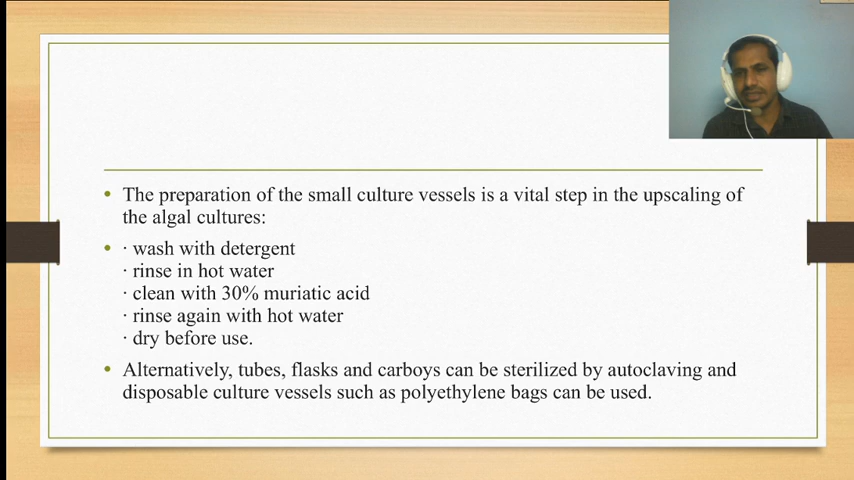 • The preparation of the small culture vessels is a vital step in the upscaling of
the algal cultures:
• · wash with detergent
· rinse in hot water
· clean with 30% muriatic acid
· rinse again with hot water
· dry before use.
• Alternatively, tubes, flasks and carboys can be sterilized by autoclaving and
disposable culture vessels such as polyethylene bags can be used.